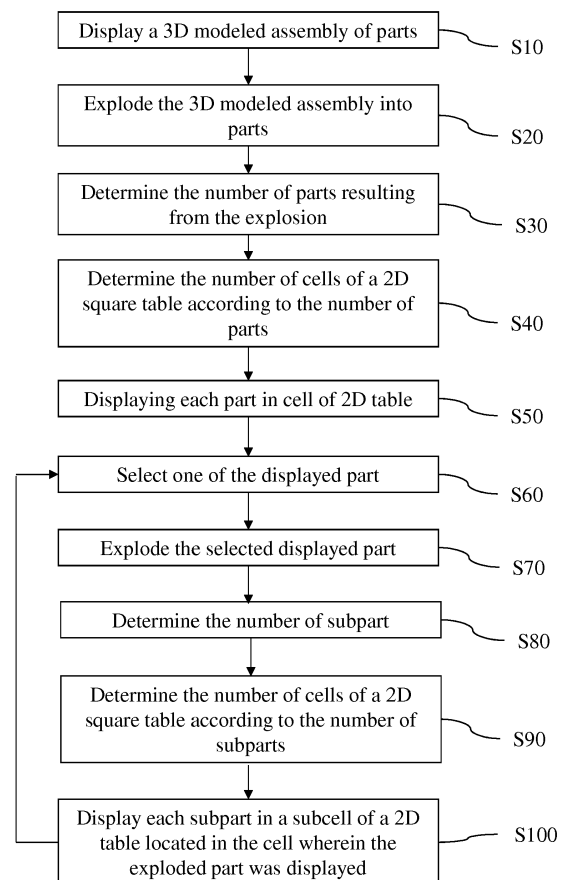 Display a 3D modeled assembly of parts
S10
Explode the 3D modeled assembly into
parts
S20
Determine the number of parts resulting
from the explosion
S30
Determine the number of cells of a 2D
square table according to the number of
parts
S40
Displaying each part in cell of 2D table
S50
Select one of the displayed part
S60
Explode the selected displayed part
S70
Determine the number of subpart
S80
Determine the number of cells of a 2D
square table according to the number of
subparts
S90
Display each subpart in a subcell of a 2D
table located in the cell wherein the
exploded part was displayed
S100